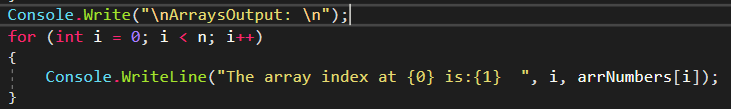 Console.Write("\nArraysOutput: \n");
for (int i = 0; i < n; i++)
{
    Console.WriteLine("The array index at {0} is:{1}  ", i, arrNumbers[i]);
}